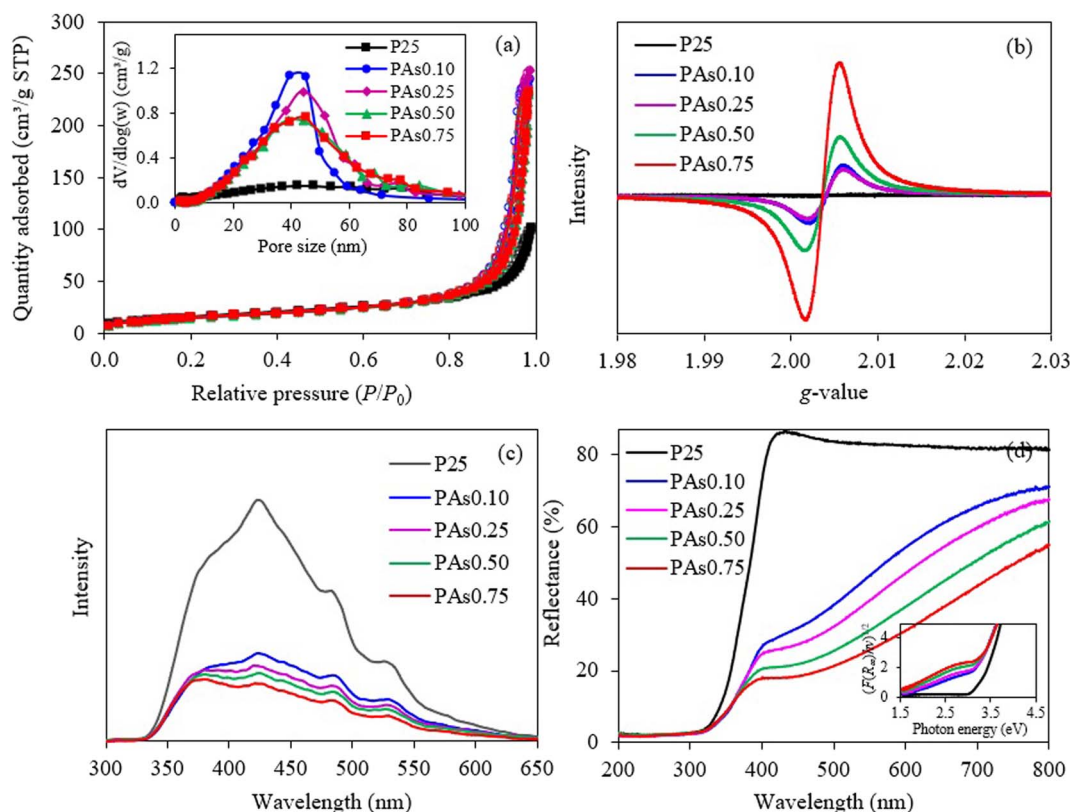 (a)
Quantity adsorbed (cm³/g STP)
300
250
200
150
100
50
0
0.0 0.2 0.4 0.6 0.8 1.0
Relative pressure (P/P₀)
dV/dlog(w) (cm³/g)
1.2
0.8
0.4
0.0
0 20 40 60 80 100
Pore size (nm)
P25
PAs0.10
PAs0.25
PAs0.50
PAs0.75
(b)
Intensity
P25
PAs0.10
PAs0.25
PAs0.50
PAs0.75
1.98 1.99 2.00 2.01 2.02 2.03
g-value
(c)
Intensity
P25
PAs0.10
PAs0.25
PAs0.50
PAs0.75
300 350 400 450 500 550 600 650
Wavelength (nm)
(d)
Reflectance (%)
80
60
40
20
0
P25
PAs0.10
PAs0.25
PAs0.50
PAs0.75
200 300 400 500 600 700 800
Wavelength (nm)
4
2
0
1.5 2.5 3.5 4.5
Photon energy (eV)